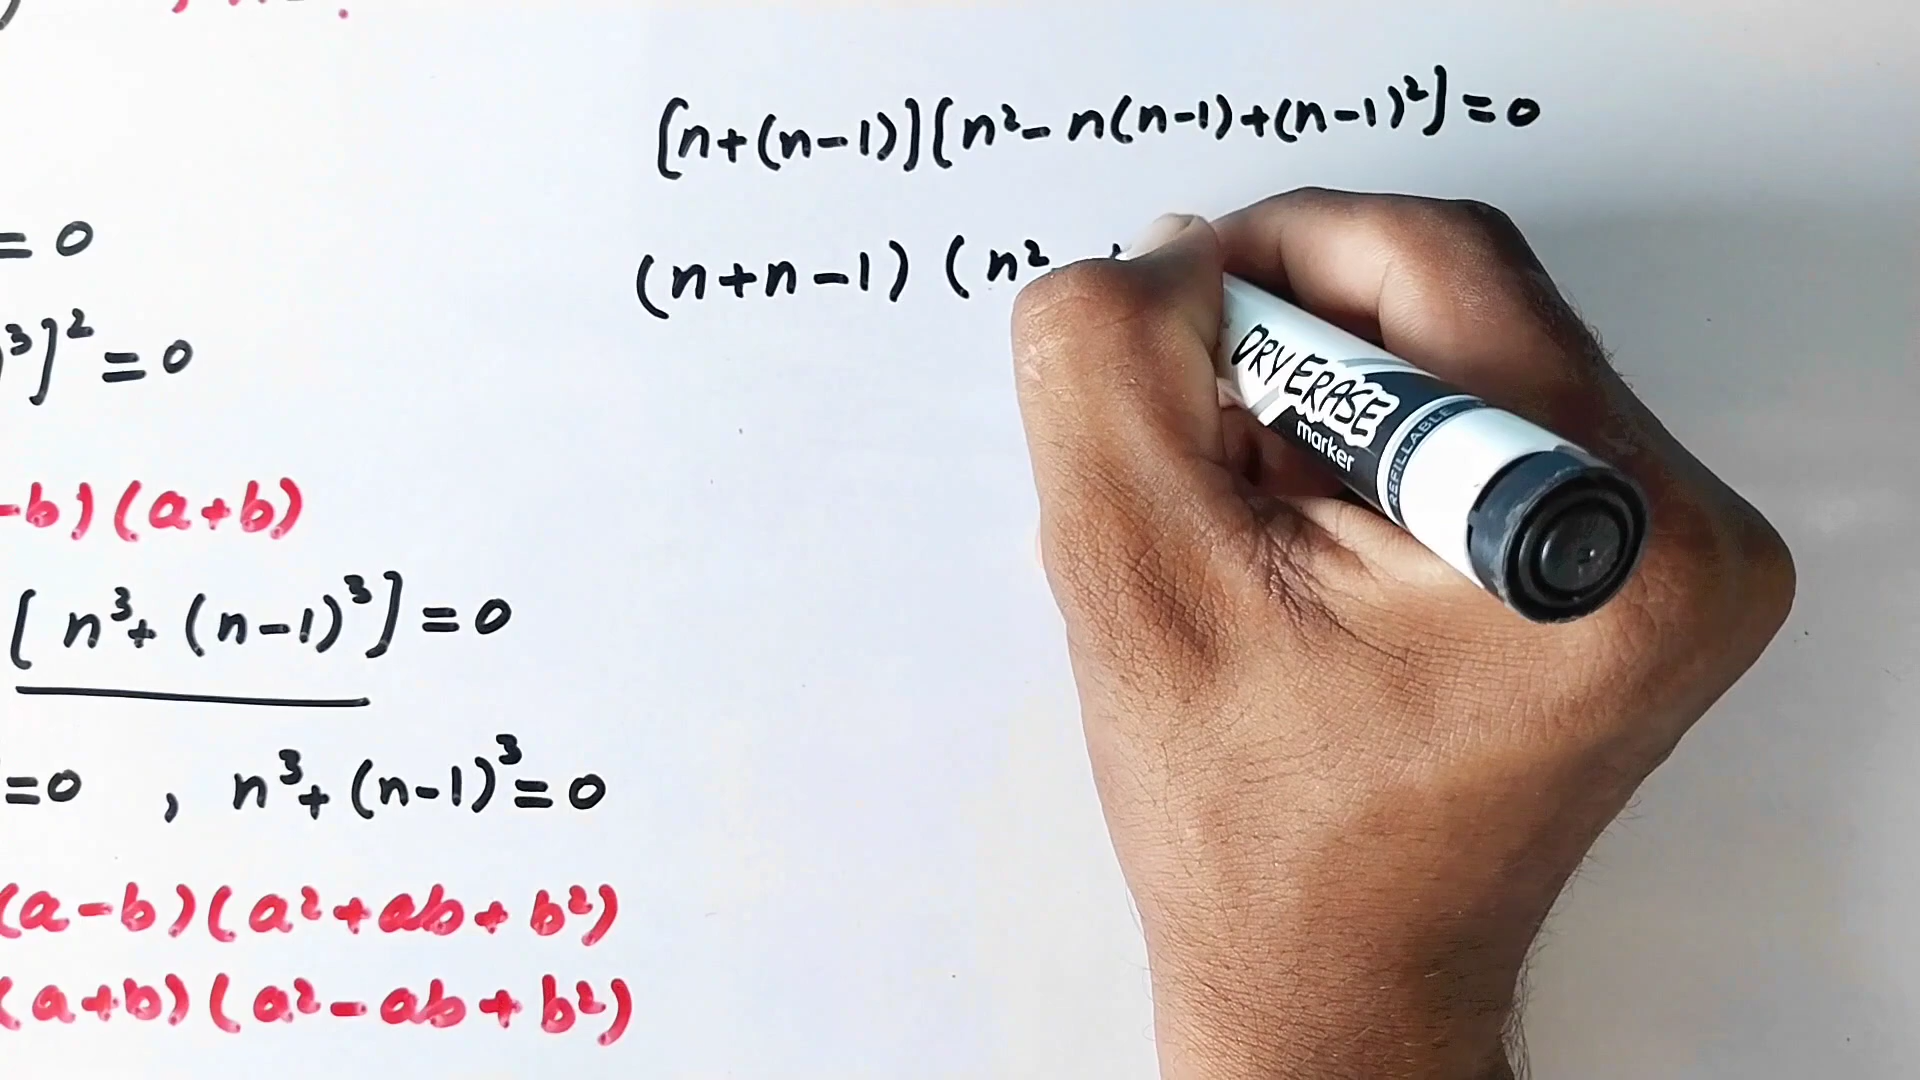 = 0
3]² = 0
-b) (a+b)
[n³+ (n-1)³] = 0
=0 , n³+ (n-1)³= 0
(a-b)(a²+ab+b²)
(a+b)(a²-ab+b²)
[n+(n-1)][n²- n(n-1)+(n-1)²] = 0
(n+n-1) (n²
DRY ERASE
marker
REFILLABLE